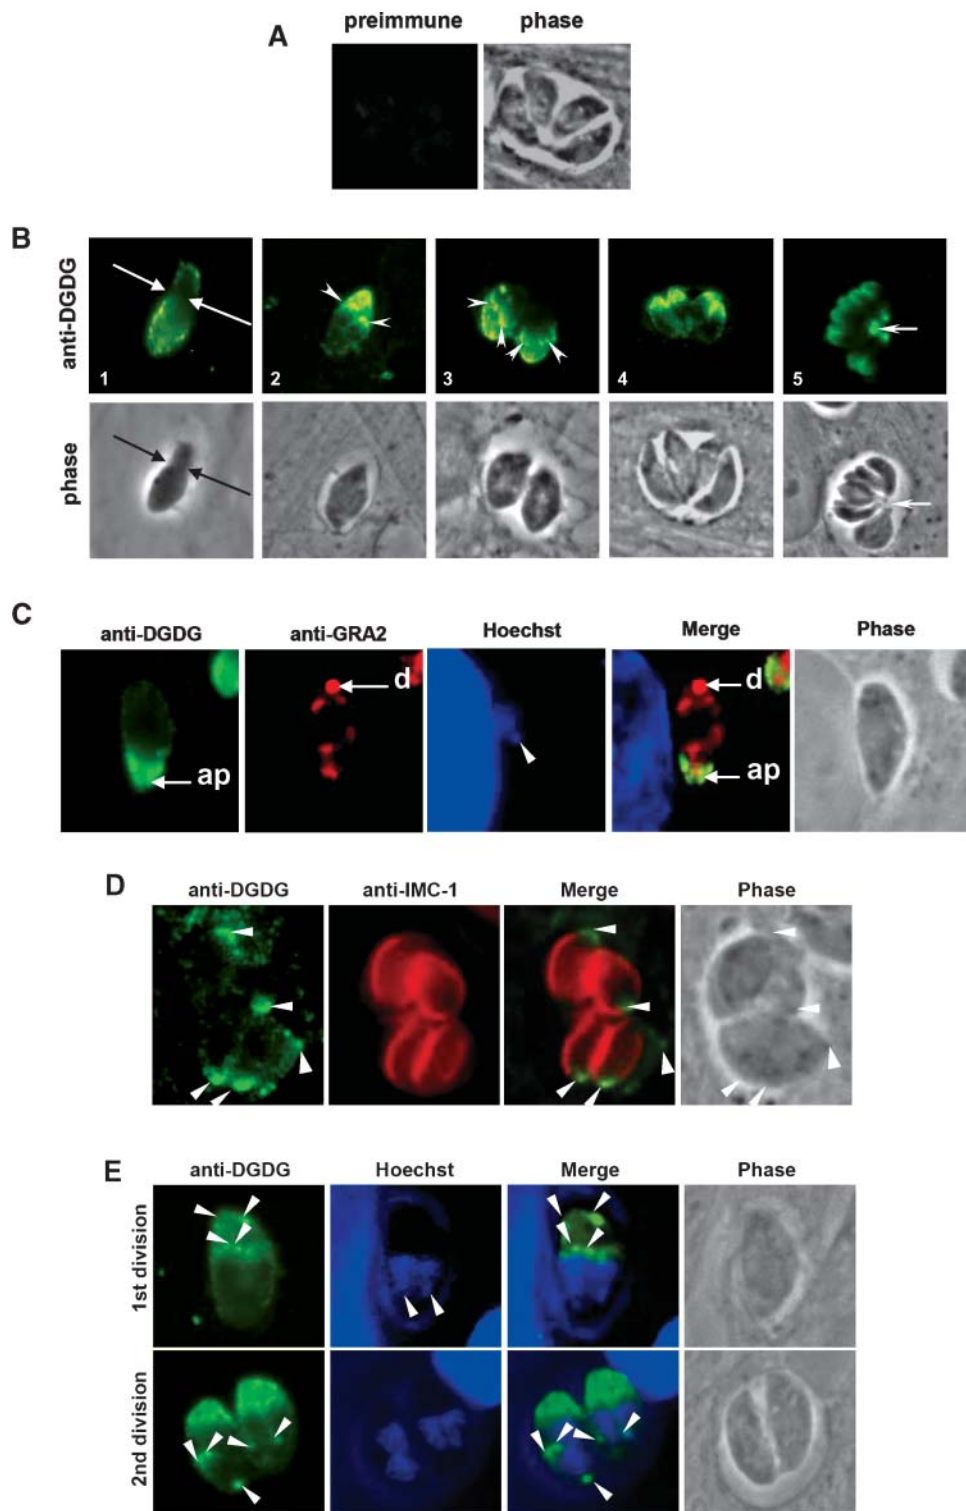 A
preimmune phase
B
anti-DGDG
1 2 3 4 5
phase
C
anti-DGDG anti-GRA2 Hoechst Merge Phase
d d
ap ap
D
anti-DGDG anti-IMC-1 Merge Phase
E
anti-DGDG Hoechst Merge Phase
1st division
2nd division